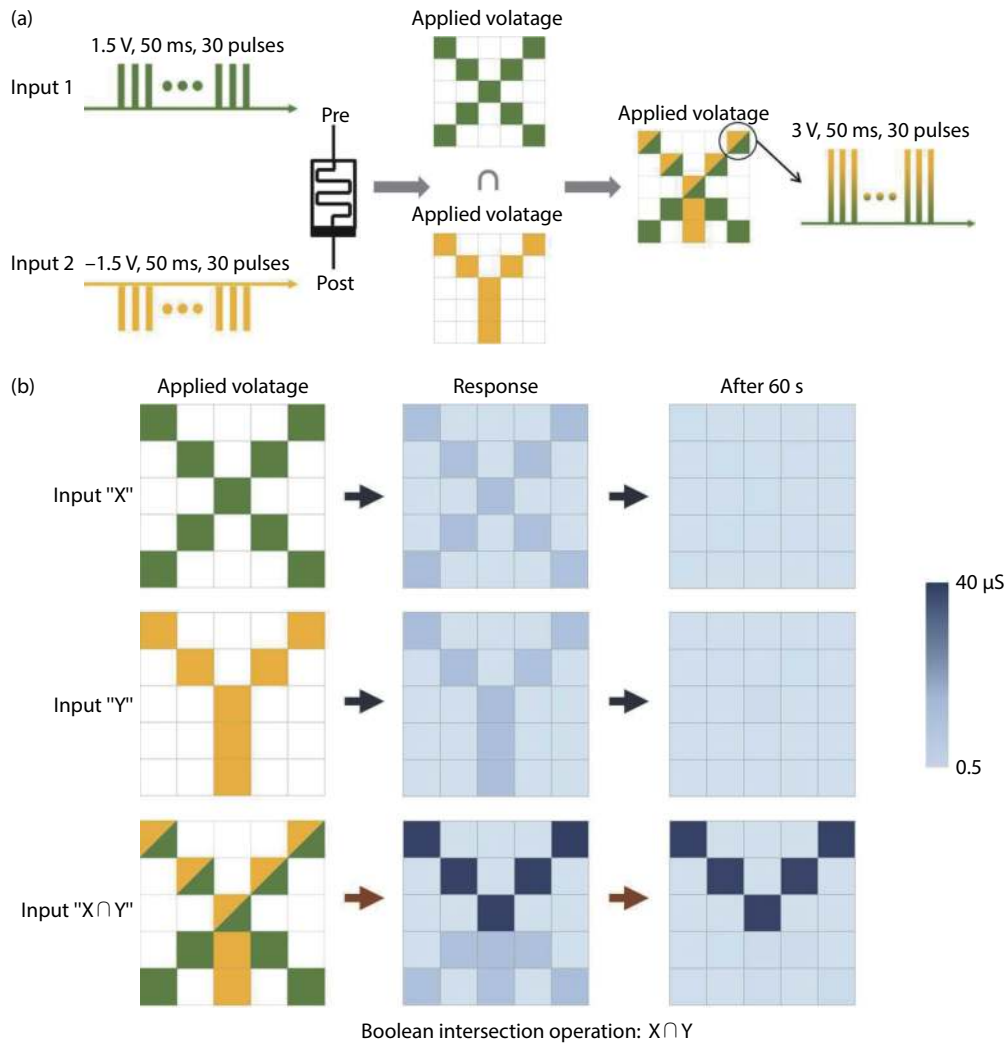 (a)
Applied volatage
1.5 V, 50 ms, 30 pulses
Input 1
Pre
Applied volatage
3 V, 50 ms, 30 pulses
∩
Applied volatage
Input 2
–1.5 V, 50 ms, 30 pulses
Post
(b)
Applied volatage
Response
After 60 s
Input "X"
40 μS
Input "Y"
0.5
Input "X∩Y"
Boolean intersection operation: X∩Y